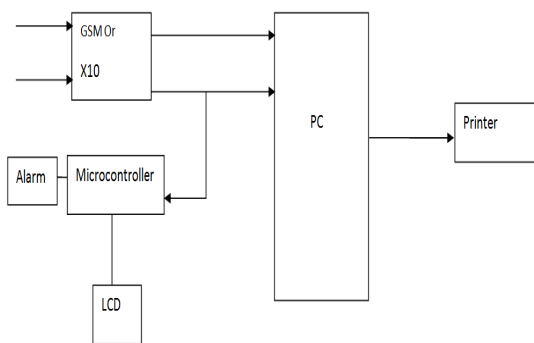 GSM Or
X10
PC
Printer
Alarm
Microcontroller
LCD